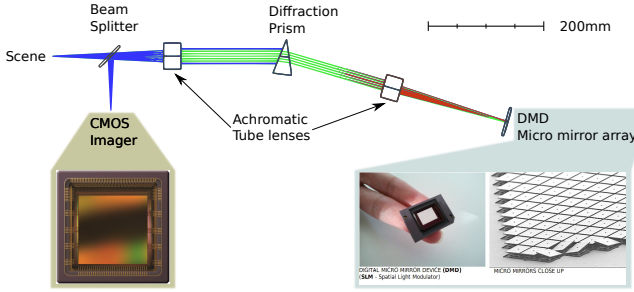 Beam
Splitter
Diffraction
Prism
200mm
Scene
Achromatic
Tube lenses
CMOS
Imager
DMD
Micro mirror array
DIGITAL MICRO MIRROR DEVICE (DMD)
(SLM - Spatial Light Modulator)
MICRO MIRRORS CLOSE UP